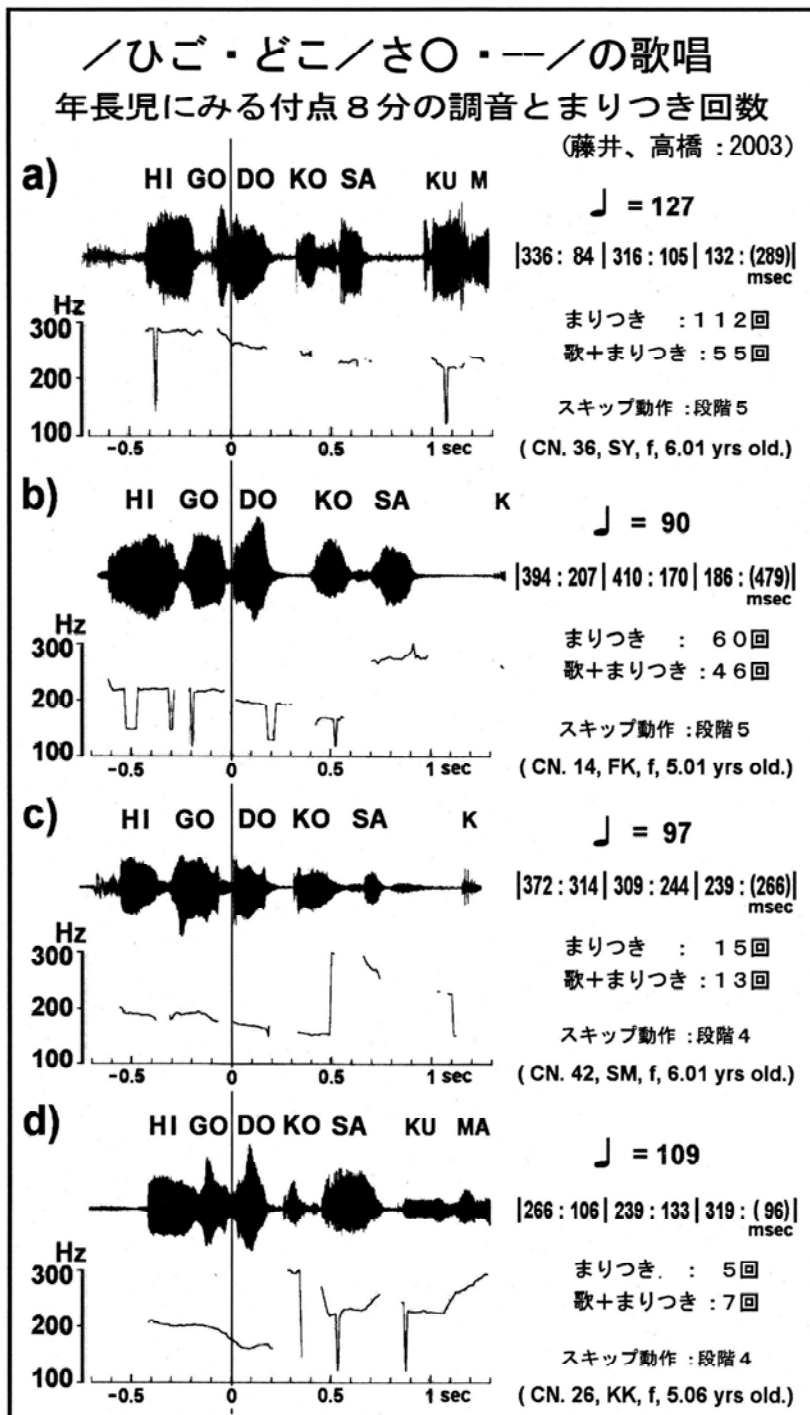 ／ひご・どこ／さ〇・−−／の歌唱
年長児にみる付点８分の調音とまりつき回数
(藤井、高橋：2003)
a)
HI GO DO KO SA KU M
♩ = 127
|336 : 84 | 316 : 105 | 132 : (289)|
msec
Hz
300
200
100
まりつき ：１１２回
歌＋まりつき：５５回
スキップ動作：段階５
-0.5 0 0.5 1 sec
( CN. 36, SY, f, 6.01 yrs old.)
b)
HI GO DO KO SA K
♩ = 90
|394 : 207 | 410 : 170 | 186 : (479)|
msec
Hz
300
200
100
まりつき ： ６０回
歌＋まりつき：４６回
スキップ動作：段階５
-0.5 0 0.5 1 sec
( CN. 14, FK, f, 5.01 yrs old.)
c)
HI GO DO KO SA K
♩ = 97
|372 : 314 | 309 : 244 | 239 : (266)|
msec
Hz
300
200
100
まりつき ： １５回
歌＋まりつき：１３回
スキップ動作：段階４
-0.5 0 0.5 1 sec
( CN. 42, SM, f, 6.01 yrs old.)
d)
HI GO DO KO SA KU MA
♩ = 109
|266 : 106 | 239 : 133 | 319 : ( 96)|
msec
Hz
300
200
100
まりつき. ： ５回
歌＋まりつき：７回
スキップ動作：段階４
-0.5 0 0.5 1 sec
( CN. 26, KK, f, 5.06 yrs old.)